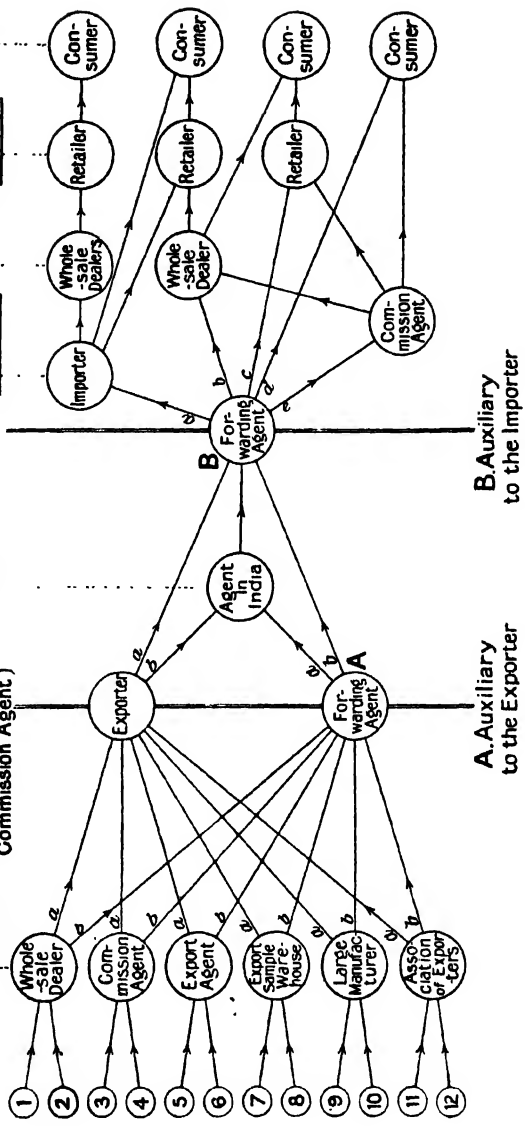 Commission Agent)
1
2
3
4
5
6
7
8
9
10
11
12
Whole
-sale
Dealer
a
b
Com-
mission
Agent
a
b
Export
Agent
a
b
Export
Sample
Ware-
house
a
b
Large
Manufac
turer
a
b
Asso-
ciation
of Expor
-ters.
a
b
Exporter
a
b
For-
warding
Agent
A
a
b
A. Auxiliary
to the Exporter
Agent
in
India
B
For-
warding
Agent
a
b
c
d
e
B. Auxiliary
to the Importer
Importer
Whole
-sale
Dealers
Retailer
Con-
sumer
Whole
-sale
Dealer
Retailer
Con-
sumer
Retailer
Con-
sumer
Com-
mission
Agent
Con-
sumer